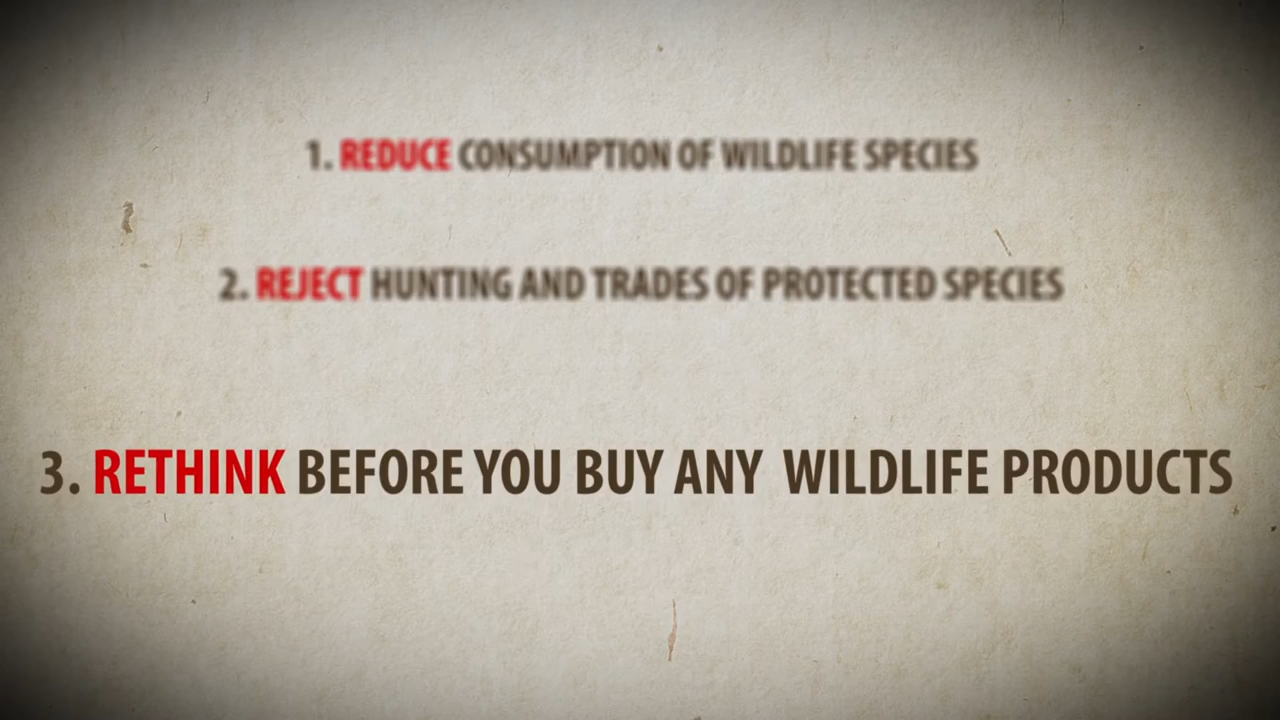 1. REDUCE CONSUMPTION OF WILDLIFE SPECIES
2. REJECT HUNTING AND TRADES OF PROTECTED SPECIES
3. RETHINK BEFORE YOU BUY ANY WILDLIFE PRODUCTS